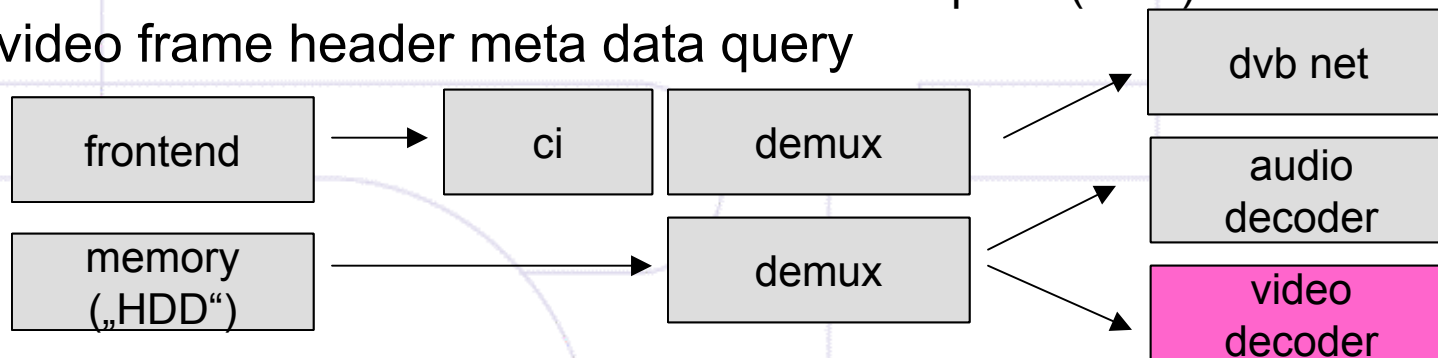 video frame header meta data query
dvb net
frontend
ci
demux
audio
decoder
memory
(„HDD“)
demux
video
decoder